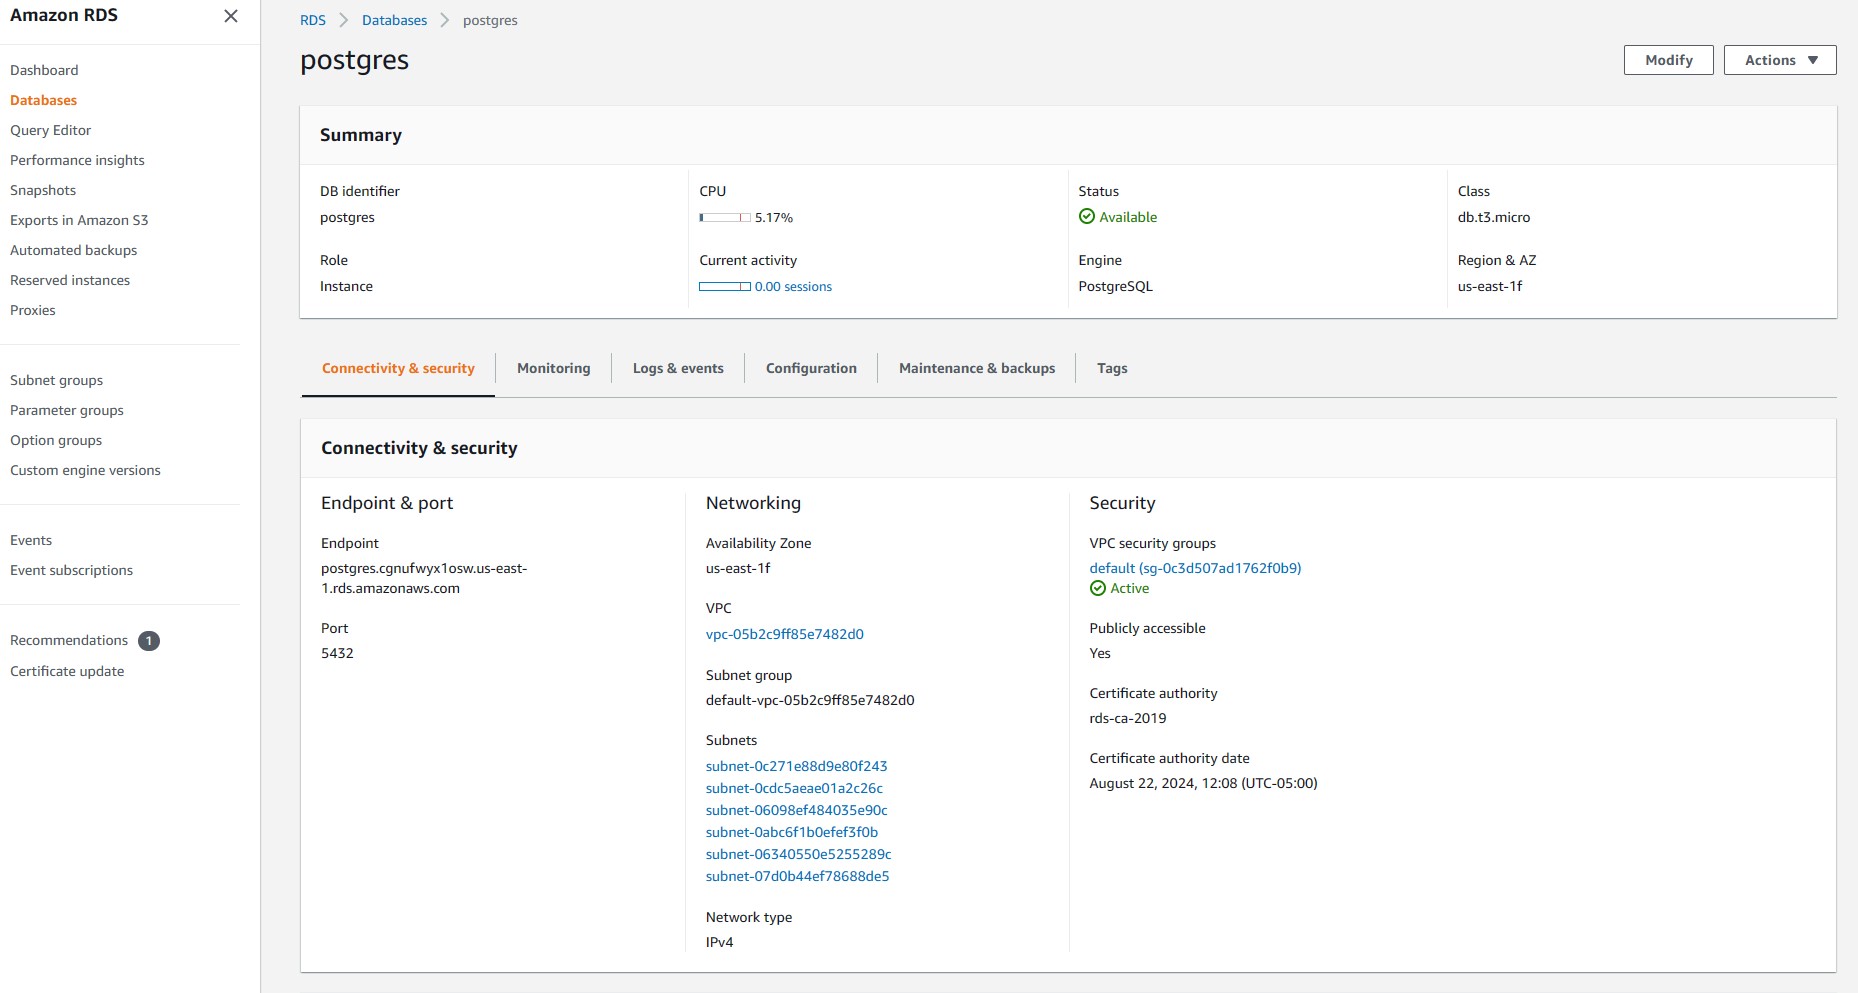 Amazon RDS
Dashboard
Databases
Query Editor
Performance insights
Snapshots
Exports in Amazon S3
Automated backups
Reserved instances
Proxies
Subnet groups
Parameter groups
Option groups
Custom engine versions
Events
Event subscriptions
Recommendations 1
Certificate update
RDS Databases postgres
postgres
Modify
Actions
Summary
DB identifier
postgres
CPU
5.17%
Status
Available
Class
db.t3.micro
Role
Instance
Current activity
0.00 sessions
Engine
PostgreSQL
Region & AZ
us-east-1f
Connectivity & security
Monitoring
Logs & events
Configuration
Maintenance & backups
Tags
Connectivity & security
Endpoint & port
Endpoint
postgres.cgnufwyx1osw.us-east-
1.rds.amazonaws.com
Port
5432
Networking
Availability Zone
us-east-1f
VPC
vpc-05b2c9ff85e7482d0
Subnet group
default-vpc-05b2c9ff85e7482d0
Subnets
subnet-0c271e88d9e80f243
subnet-0cdc5aeae01a2c26c
subnet-06098ef484035e90c
subnet-0abc6f1b0efef3f0b
subnet-06340550e5255289c
subnet-07d0b44ef78688de5
Network type
IPv4
Security
VPC security groups
default (sg-0c3d507ad1762f0b9)
Active
Publicly accessible
Yes
Certificate authority
rds-ca-2019
Certificate authority date
August 22, 2024, 12:08 (UTC-05:00)